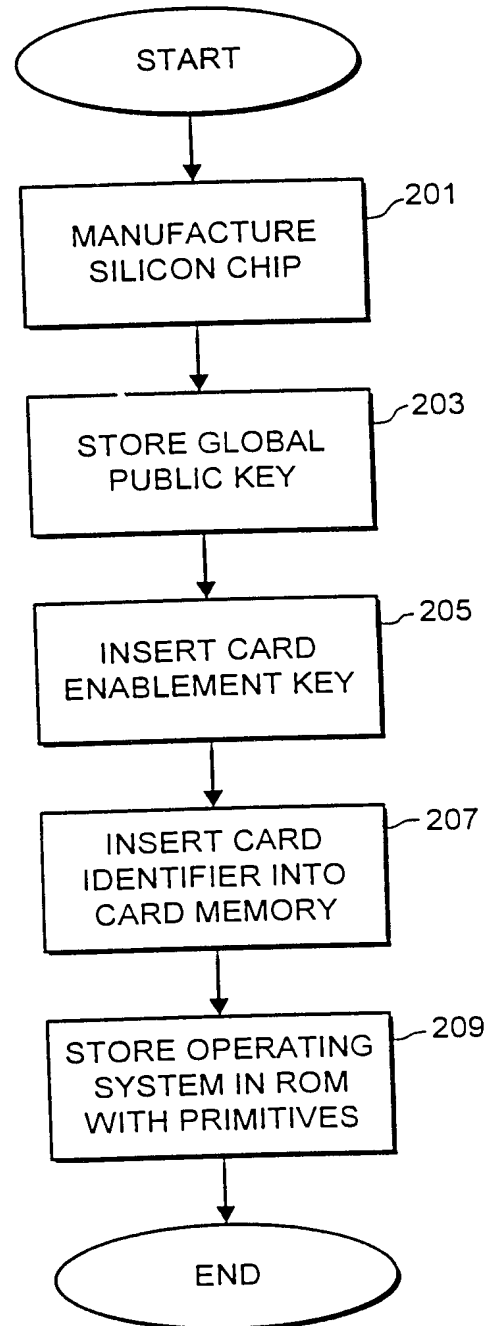 START
201
MANUFACTURE
SILICON CHIP
203
STORE GLOBAL
PUBLIC KEY
205
INSERT CARD
ENABLEMENT KEY
207
INSERT CARD
IDENTIFIER INTO
CARD MEMORY
209
STORE OPERATING
SYSTEM IN ROM
WITH PRIMITIVES
END